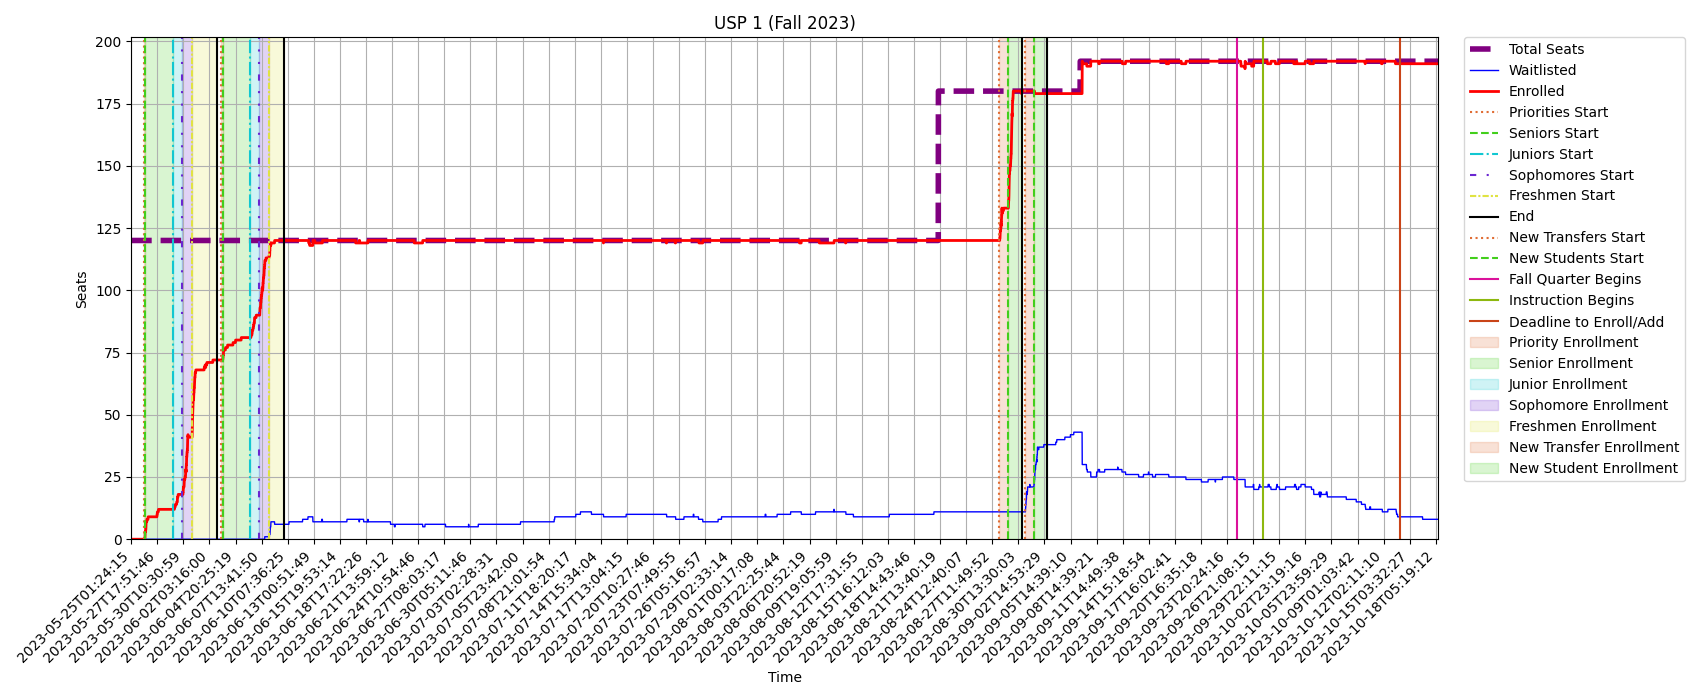 USP 1 (Fall 2023)
Seats
200
175
150
125
100
75
50
25
0
2023-05-25T01:24:15
2023-05-27T17:51:46
2023-05-30T10:30:59
2023-06-02T03:16:00
2023-06-04T20:25:19
2023-06-07T13:41:50
2023-06-10T07:36:25
2023-06-13T00:51:49
2023-06-15T19:53:14
2023-06-18T17:22:26
2023-06-21T13:59:12
2023-06-24T10:54:46
2023-06-27T08:03:17
2023-06-30T05:11:46
2023-07-03T02:28:31
2023-07-05T23:42:00
2023-07-08T21:01:54
2023-07-11T18:20:17
2023-07-14T15:34:04
2023-07-17T13:04:15
2023-07-20T10:27:46
2023-07-23T07:49:55
2023-07-26T05:16:57
2023-07-29T02:33:14
2023-08-01T00:17:08
2023-08-03T22:25:44
2023-08-06T20:52:19
2023-08-09T19:05:59
2023-08-12T17:31:55
2023-08-15T16:12:03
2023-08-18T14:43:46
2023-08-21T13:40:19
2023-08-24T12:40:07
2023-08-27T11:49:52
2023-08-30T13:30:03
2023-09-02T14:53:29
2023-09-05T14:39:10
2023-09-08T14:39:21
2023-09-11T14:49:38
2023-09-14T15:18:54
2023-09-17T16:02:41
2023-09-20T16:35:18
2023-09-23T20:24:16
2023-09-26T21:08:15
2023-09-29T22:11:15
2023-10-02T23:19:16
2023-10-05T23:59:29
2023-10-09T01:03:42
2023-10-12T02:11:10
2023-10-15T03:32:27
2023-10-18T05:19:12
Time
Total Seats
Waitlisted
Enrolled
Priorities Start
Seniors Start
Juniors Start
Sophomores Start
Freshmen Start
End
New Transfers Start
New Students Start
Fall Quarter Begins
Instruction Begins
Deadline to Enroll/Add
Priority Enrollment
Senior Enrollment
Junior Enrollment
Sophomore Enrollment
Freshmen Enrollment
New Transfer Enrollment
New Student Enrollment